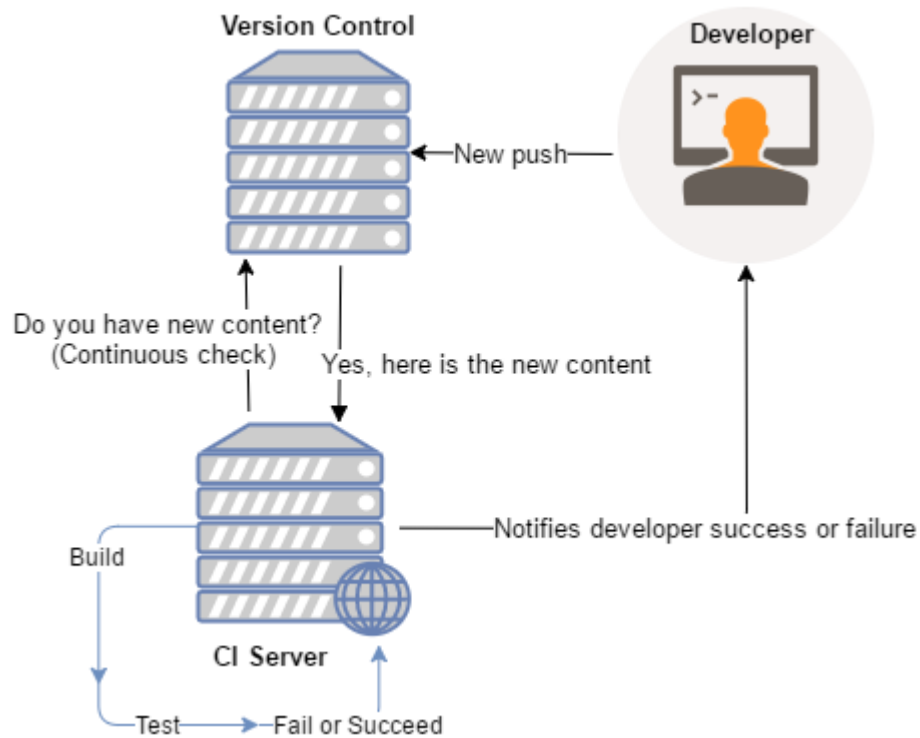 Version Control
Developer
>-
New push
Do you have new content?
(Continuous check)
Yes, here is the new content
Notifies developer success or failure
Build
CI Server
Test
Fail or Succeed